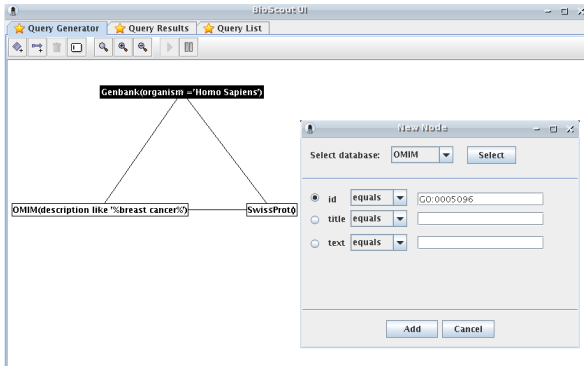 BioScout UI
Query Generator Query Results Query List
Genbank(organism ='Homo Sapiens')
OMIM(description like '%breast cancer%') SwissProt()
New Node
Select database: OMIM Select
id equals GO:0005096
title equals
text equals
Add Cancel